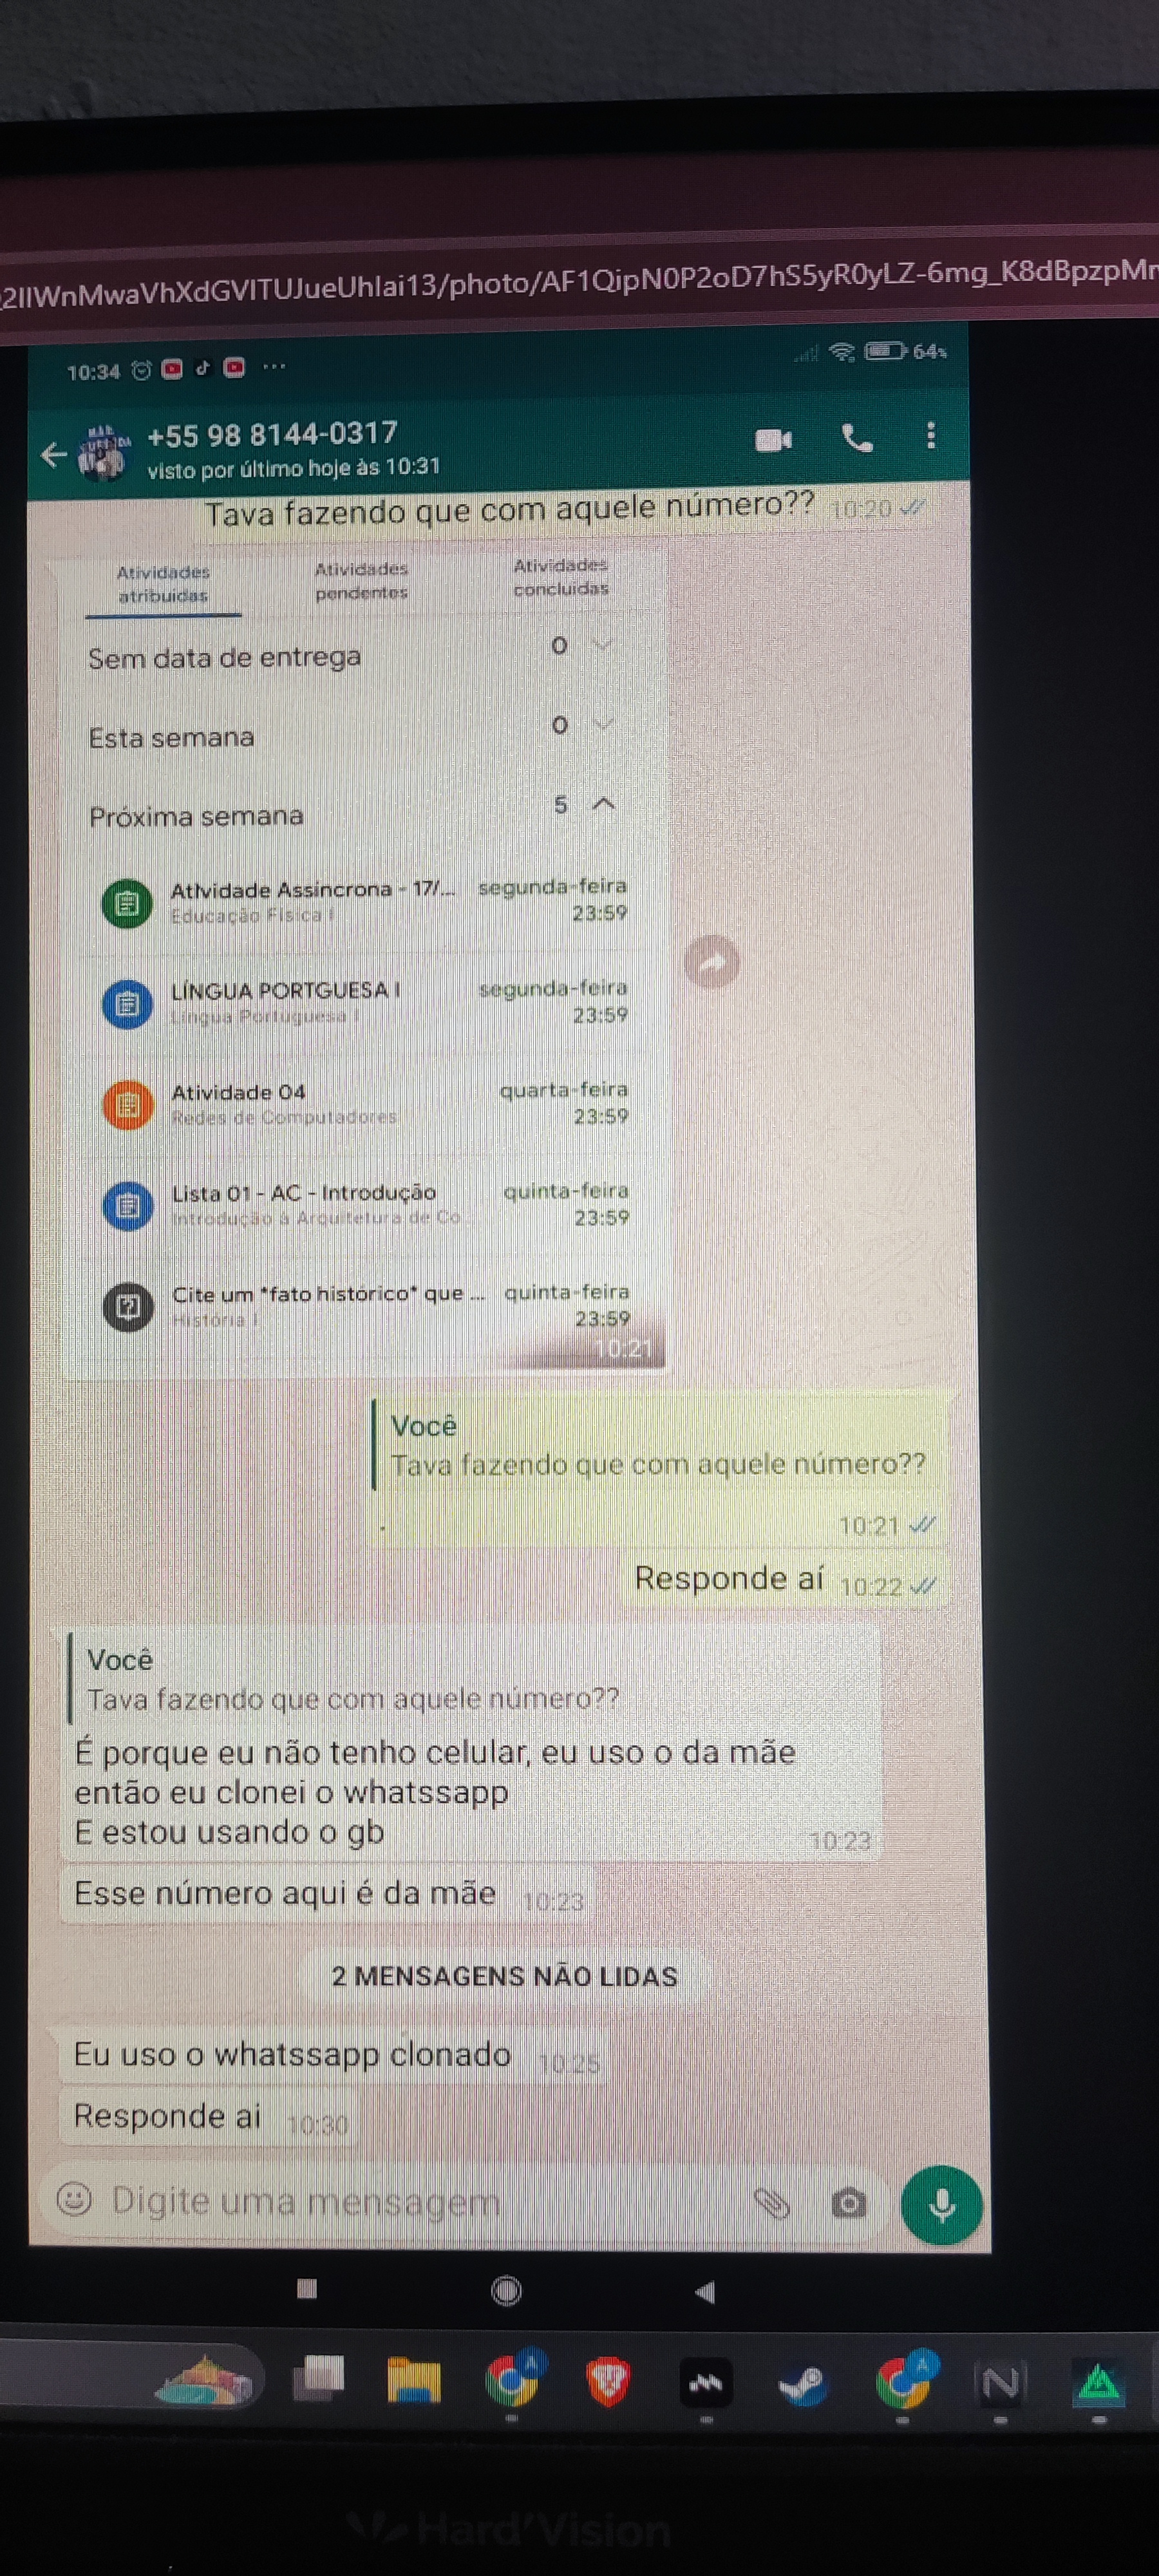 2IIWnMwaVhXdGVITUJueUhIai13/photo/AF1QipN0P2oD7hS5yR0yLZ-6mg_K8dBpzpMr
10:34 ... 64%
+55 98 8144-0317
visto por último hoje às 10:31
Tava fazendo que com aquele número?? 10:20
Atividades atribuídas
Atividades pendentes
Atividades concluídas
Sem data de entrega 0
Esta semana 0
Próxima semana 5
Atividade Assincrona - 17/... segunda-feira
Educação Física I 23:59
LÍNGUA PORTGUESA I segunda-feira
Língua Portuguesa I 23:59
Atividade 04 quarta-feira
Redes de Computadores 23:59
Lista 01 - AC - Introdução quinta-feira
Introdução à Arquitetura de Co... 23:59
Cite um *fato histórico* que ... quinta-feira
História I 23:59
10:21
Você
Tava fazendo que com aquele número??
. 10:21
Responde aí 10:22
Você
Tava fazendo que com aquele número??
É porque eu não tenho celular, eu uso o da mãe
então eu clonei o whatssapp
E estou usando o gb 10:23
Esse número aqui é da mãe 10:23
2 MENSAGENS NÃO LIDAS
Eu uso o whatssapp clonado 10:25
Responde ai 10:30
Digite uma mensagem
Hard'Vision